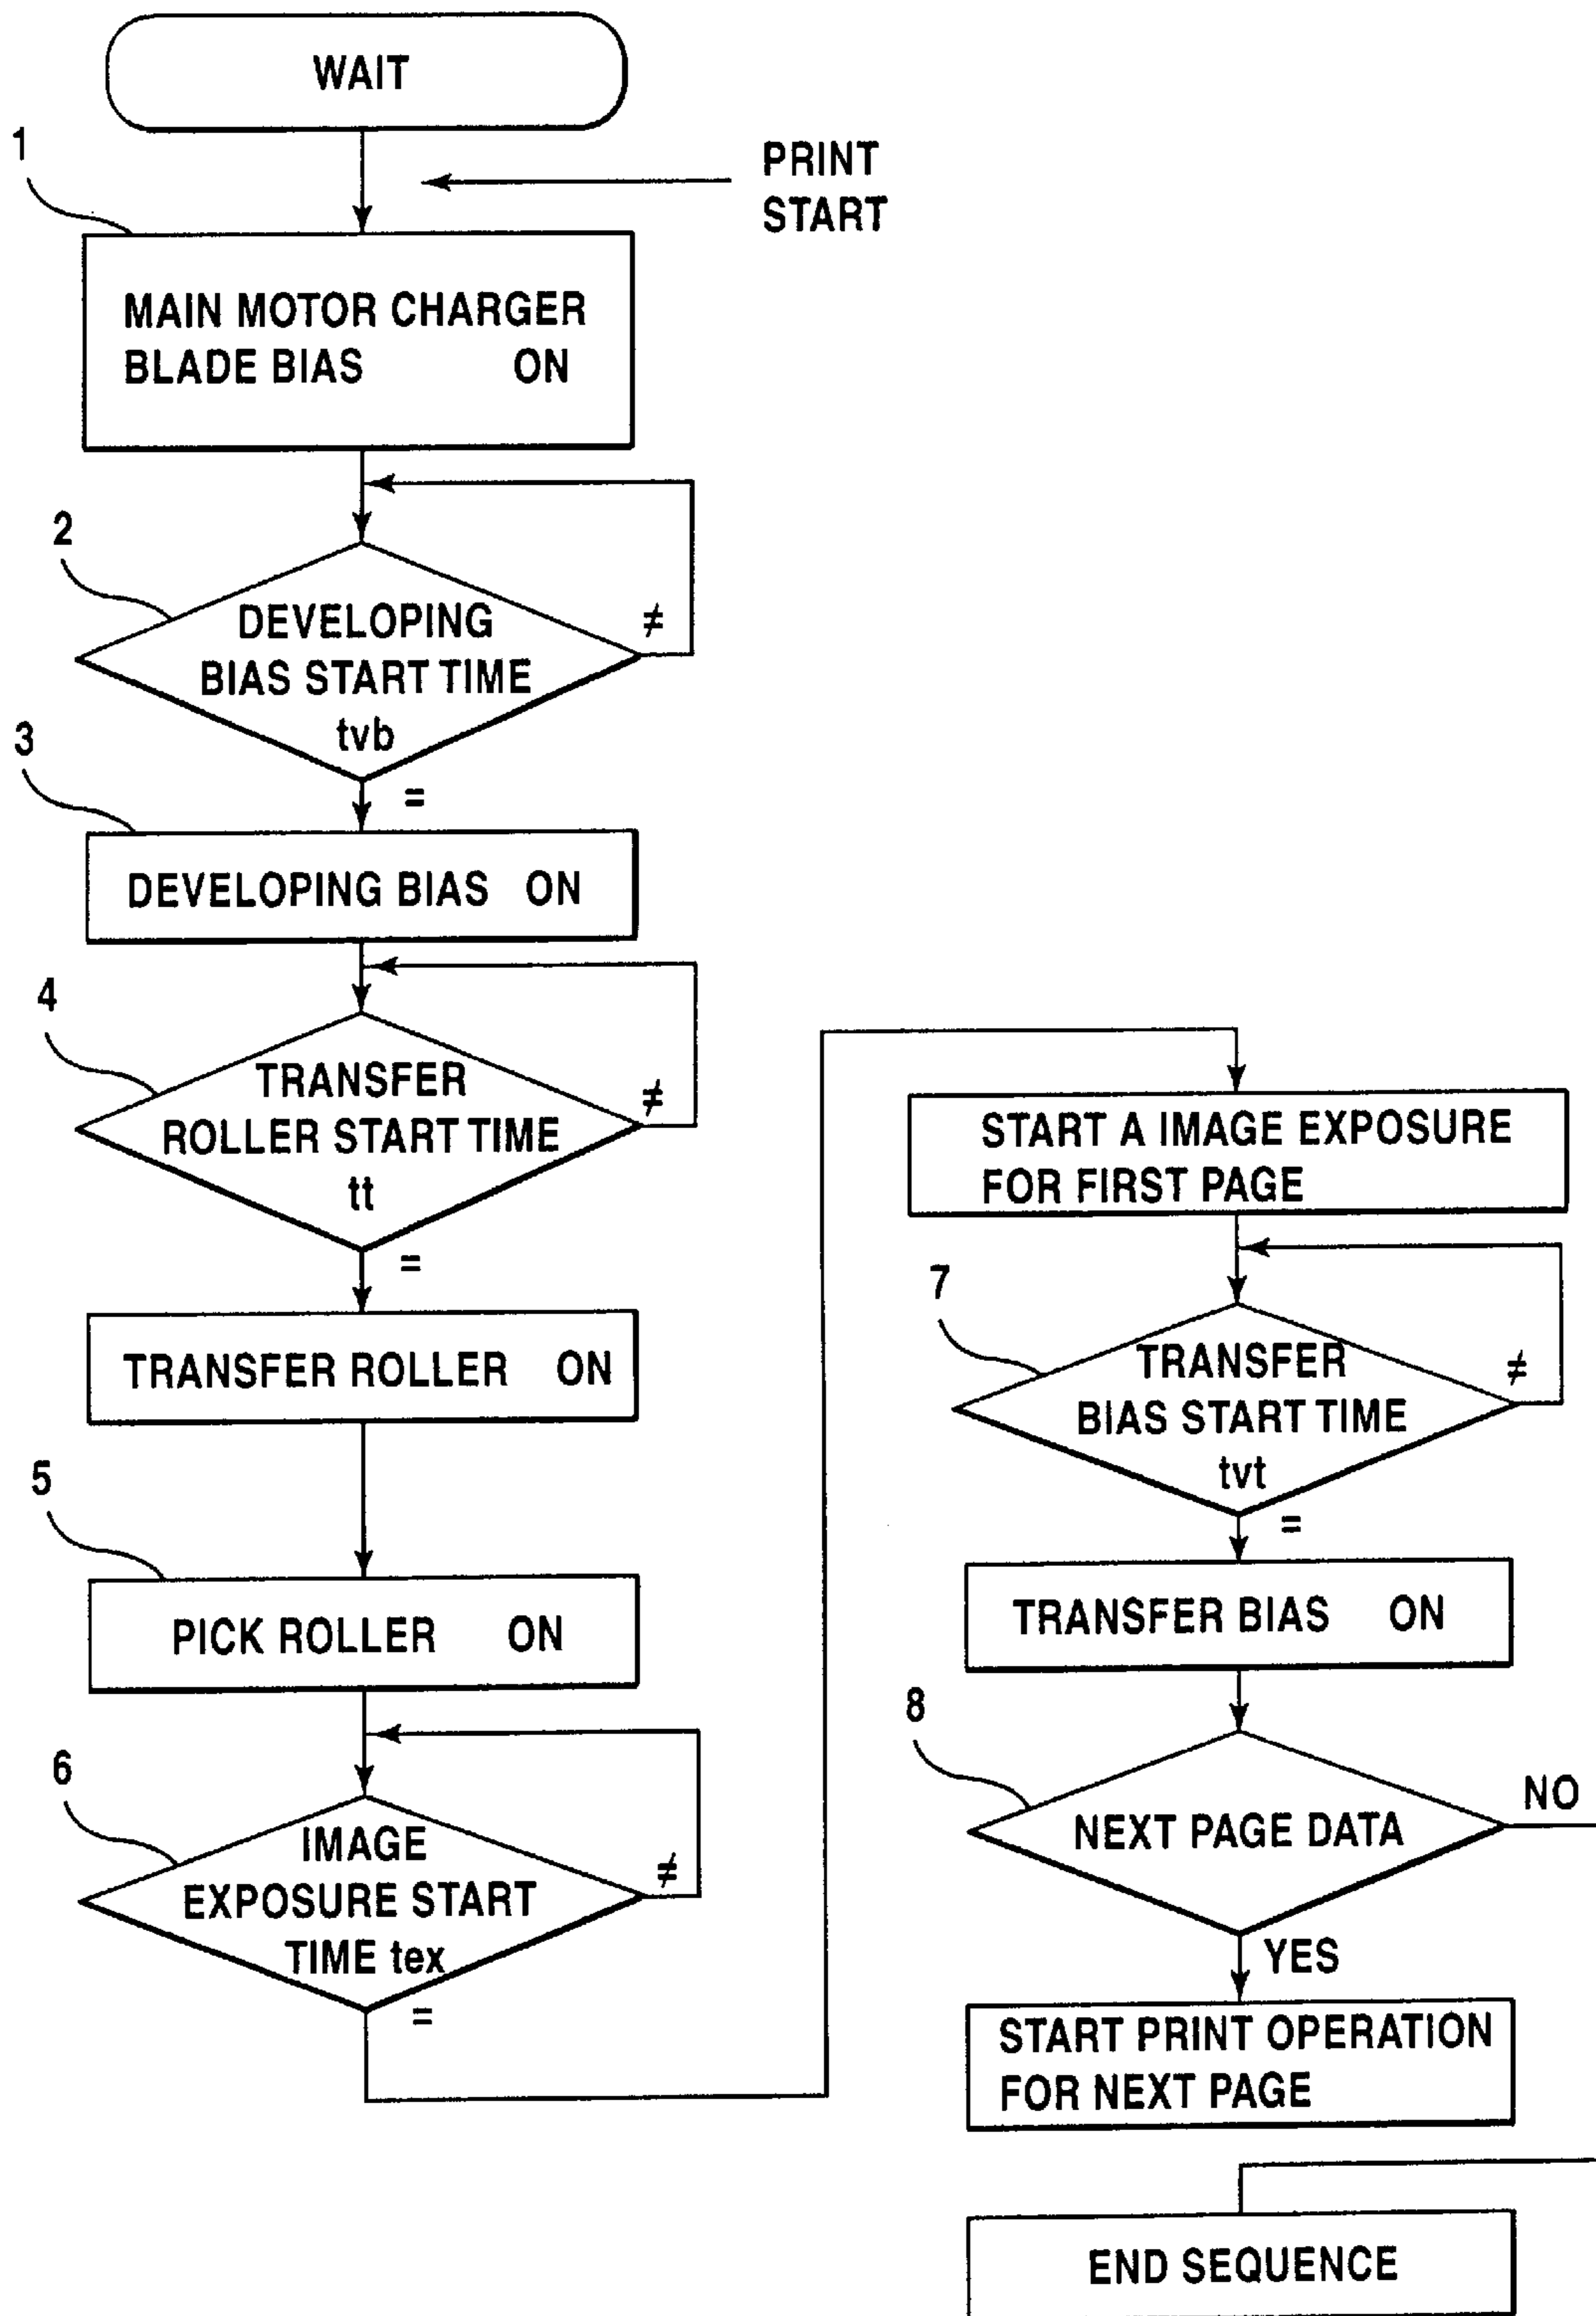 WAIT
PRINT
START
1
MAIN MOTOR CHARGER
BLADE BIAS ON
2
DEVELOPING
BIAS START TIME
tvb
≠
=
3
DEVELOPING BIAS ON
4
TRANSFER
ROLLER START TIME
tt
≠
=
TRANSFER ROLLER ON
5
PICK ROLLER ON
6
IMAGE
EXPOSURE START
TIME tex
≠
=
START A IMAGE EXPOSURE
FOR FIRST PAGE
7
TRANSFER
BIAS START TIME
tvt
≠
=
TRANSFER BIAS ON
8
NEXT PAGE DATA
NO
YES
START PRINT OPERATION
FOR NEXT PAGE
END SEQUENCE